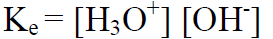 Kₑ = [H₃O⁺] [OH⁻]